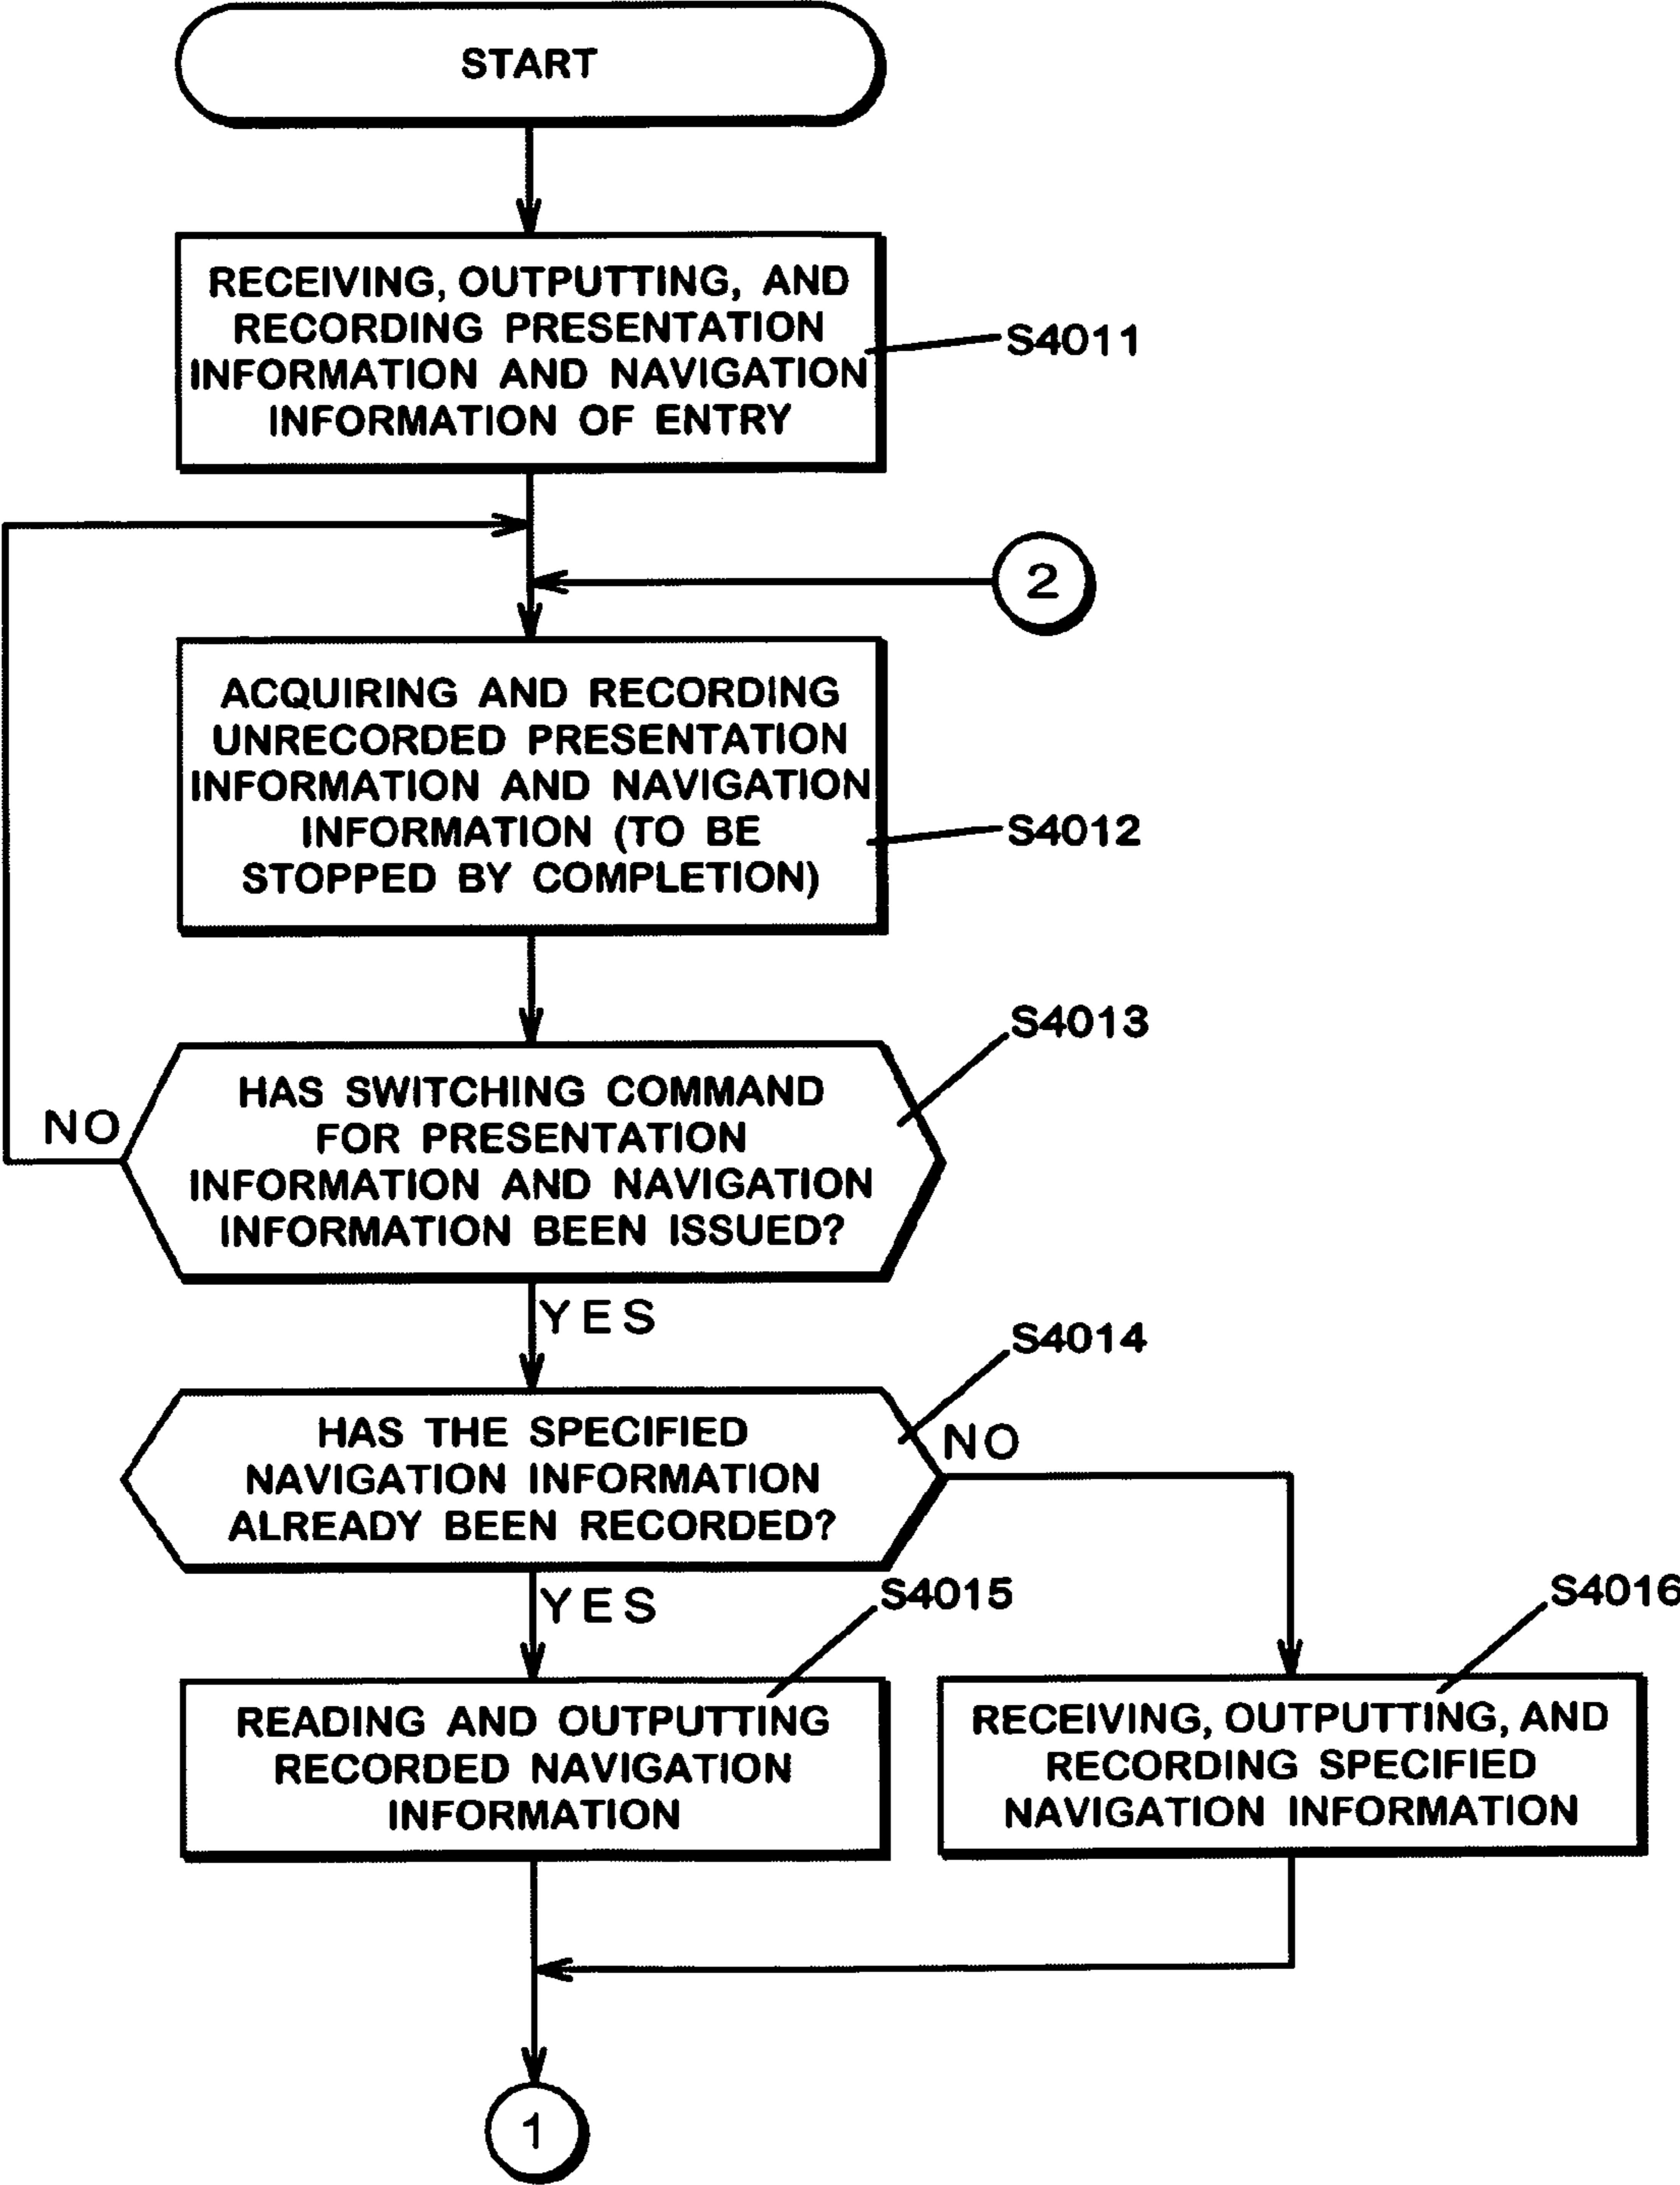 START
RECEIVING, OUTPUTTING, AND
RECORDING PRESENTATION
INFORMATION AND NAVIGATION
INFORMATION OF ENTRY
S4011
2
ACQUIRING AND RECORDING
UNRECORDED PRESENTATION
INFORMATION AND NAVIGATION
INFORMATION (TO BE
STOPPED BY COMPLETION)
S4012
S4013
HAS SWITCHING COMMAND
FOR PRESENTATION
INFORMATION AND NAVIGATION
INFORMATION BEEN ISSUED?
NO
YES
S4014
HAS THE SPECIFIED
NAVIGATION INFORMATION
ALREADY BEEN RECORDED?
NO
YES
S4015
S4016
READING AND OUTPUTTING
RECORDED NAVIGATION
INFORMATION
RECEIVING, OUTPUTTING, AND
RECORDING SPECIFIED
NAVIGATION INFORMATION
1